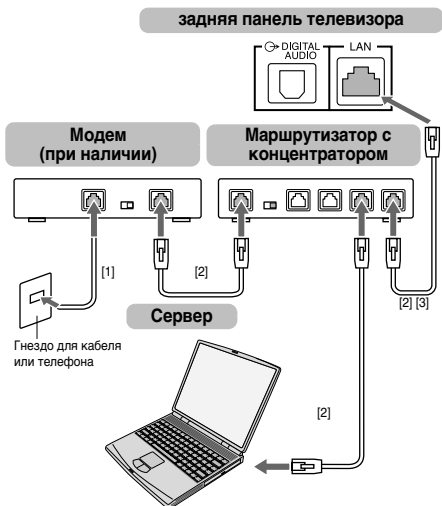 задняя панель телевизора
DIGITAL
AUDIO
LAN
Модем
(при наличии)
Маршрутизатор с
концентратором
[1]
[2]
[2] [3]
Сервер
Гнездо для кабеля
или телефона
[2]